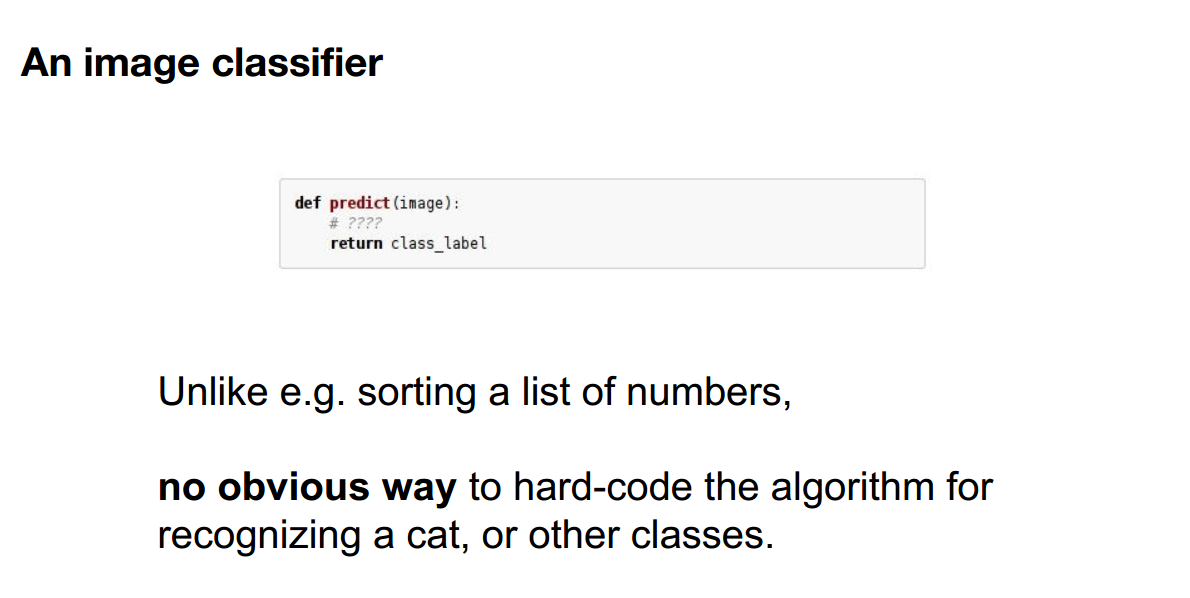 An image classifier
def predict(image):
    # ????
    return class_label
Unlike e.g. sorting a list of numbers,
no obvious way to hard-code the algorithm for
recognizing a cat, or other classes.